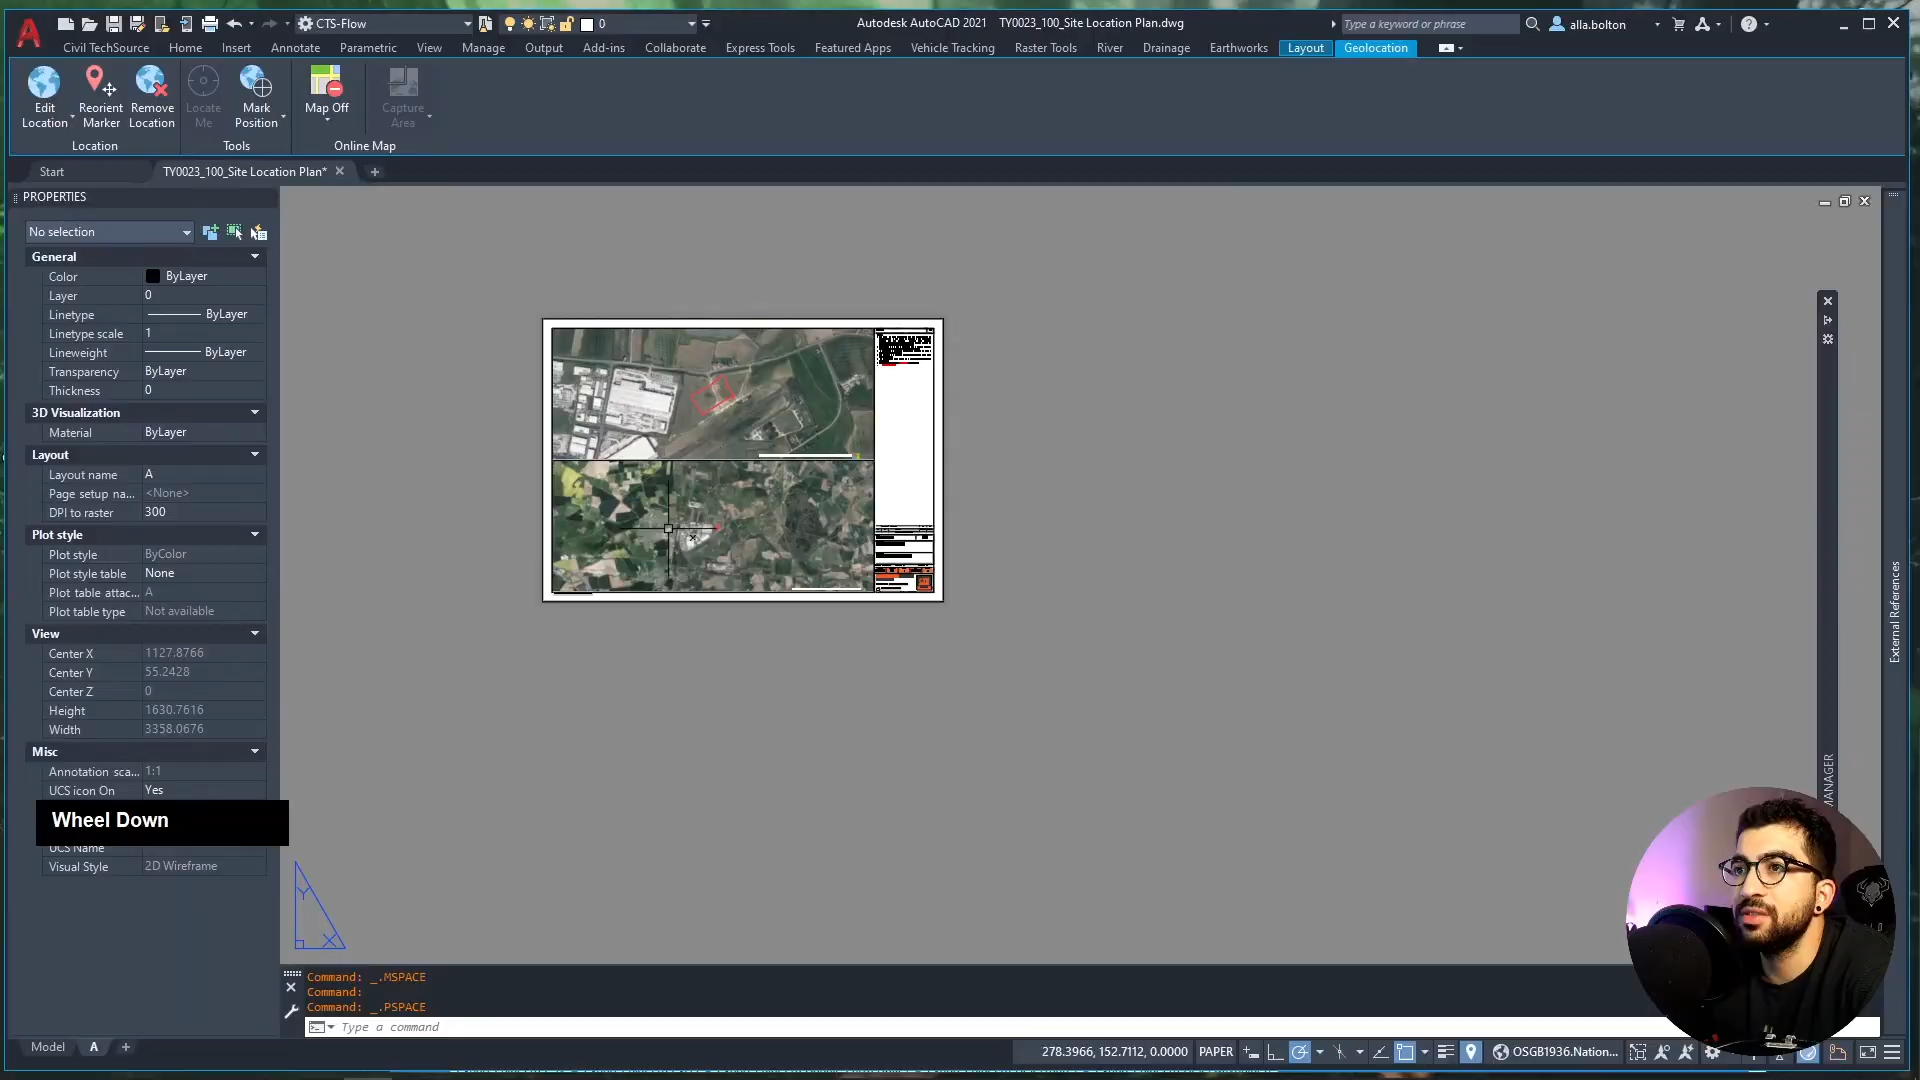 CTS-Flow
0
Autodesk AutoCAD 2021 TY0023_100_Site Location Plan.dwg
Type a keyword or phrase
alla.bolton
Civil TechSource Home Insert Annotate Parametric View Manage Output Add-ins Collaborate Express Tools Featured Apps Vehicle Tracking Raster Tools River Drainage Earthworks Layout Geolocation
Edit Location
Reorient Marker
Remove Location
Locate Me
Mark Position
Map Off
Capture Area
Location Tools Online Map
Start TY0023_100_Site Location Plan*
PROPERTIES
No selection
General
Color ByLayer
Layer 0
Linetype ByLayer
Linetype scale 1
Lineweight ByLayer
Transparency ByLayer
Thickness 0
3D Visualization
Material ByLayer
Layout
Layout name A
Page setup na... <None>
DPI to raster 300
Plot style
Plot style ByColor
Plot style table None
Plot table attac... A
Plot table type Not available
View
Center X 1127.8766
Center Y 55.2428
Center Z 0
Height 1630.7616
Width 3358.0676
Misc
Annotation sca... 1:1
UCS icon On Yes
Wheel Down
UCS Name
Visual Style 2D Wireframe
External References
MANAGER
Y
X
Command: _.MSPACE
Command:
Command: _.PSPACE
Type a command
Model A
278.3966, 152.7112, 0.0000 PAPER OSGB1936.Nation...